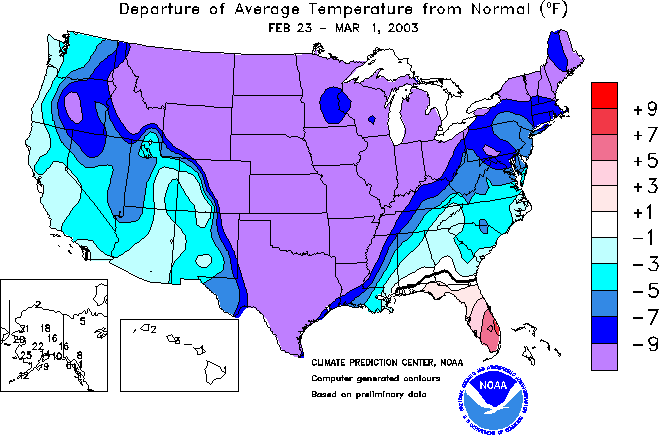 Departure of Average Temperature from Normal (°F)
FEB 23 - MAR 1, 2003
+9
+7
+5
+3
+1
-1
-3
-5
-7
-9
2
5
21 18
20 16
22 16
25 14 10 8
9 6
12
2
3
CLIMATE PREDICTION CENTER, NOAA
Computer generated contours
Based on preliminary data
NOAA